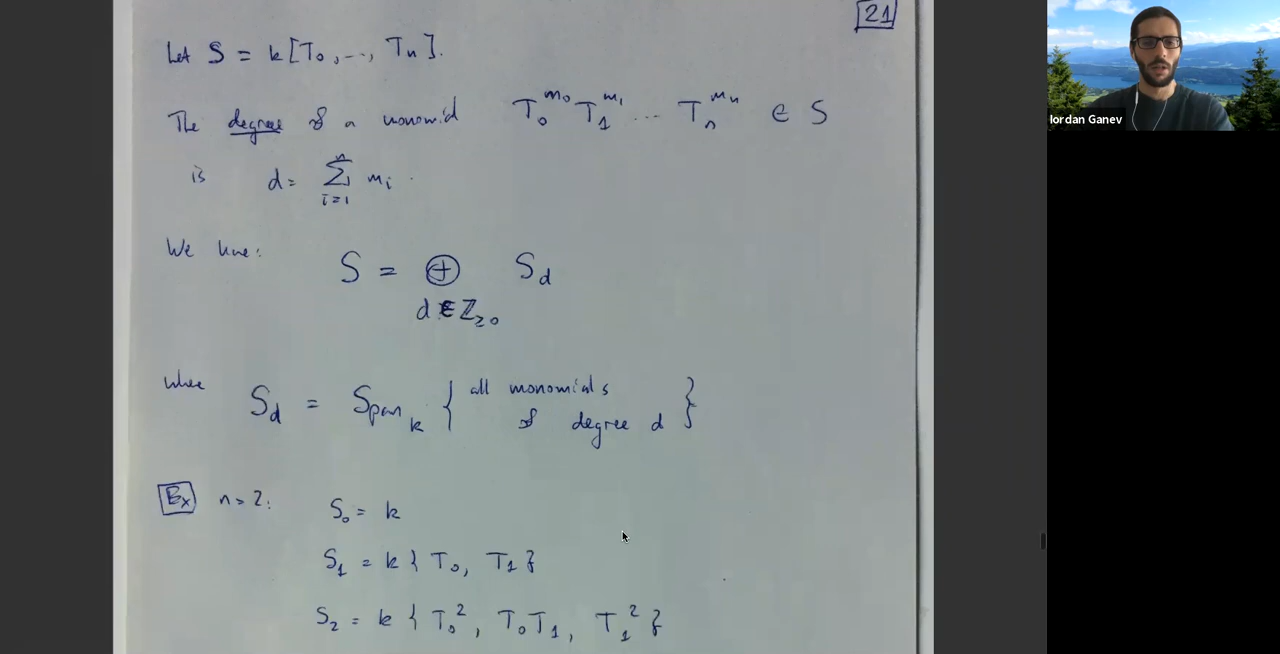 21
Let S = k[T₀, ..., Tₙ].
The degree of a monomial T₀^m₀ T₁^m₁ ... Tₙ^mₙ ∈ S
is d = ∑_{i=1}^{n} mᵢ.
We have:
S = ⊕_{d ∈ ℤ≥0} S_d
where S_d = Span_k { all monomials of degree d }
Ex n = 2: S₀ = k
S₁ = k { T₀, T₁ }
S₂ = k { T₀², T₀T₁, T₁² }
Iordan Ganev